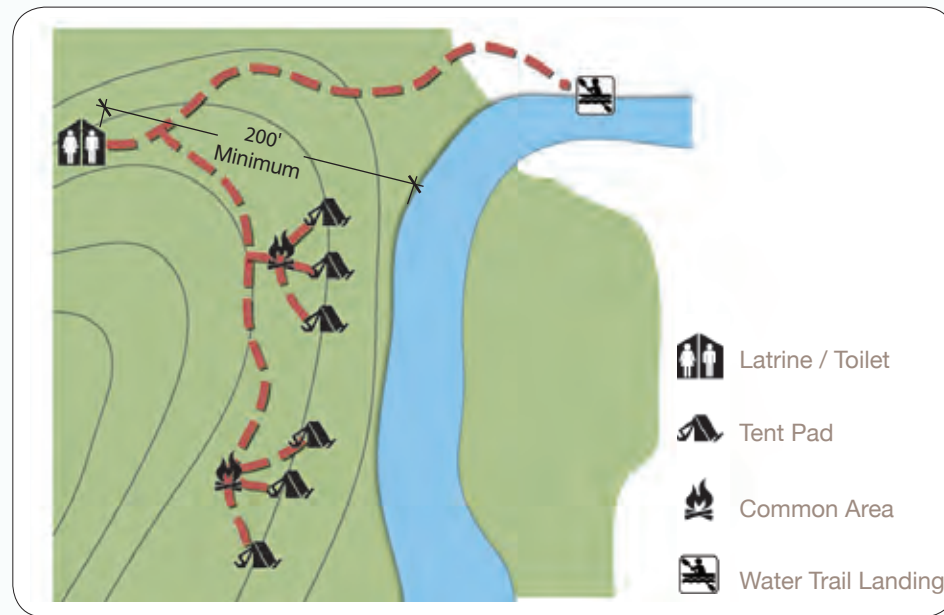 200'
Minimum
Latrine / Toilet
Tent Pad
Common Area
Water Trail Landing